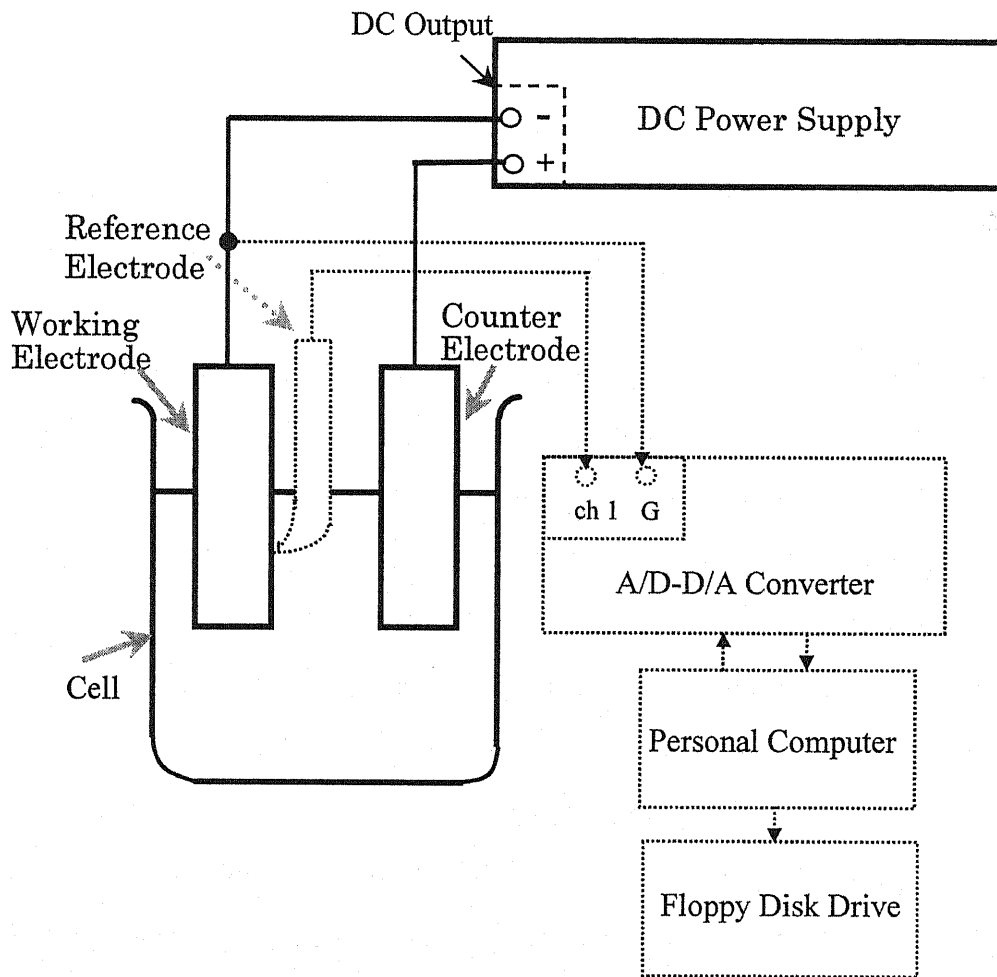 DC Output
-
DC Power Supply
+
Reference
Electrode
Working
Electrode
Counter
Electrode
ch 1 G
A/D-D/A Converter
Cell
Personal Computer
Floppy Disk Drive